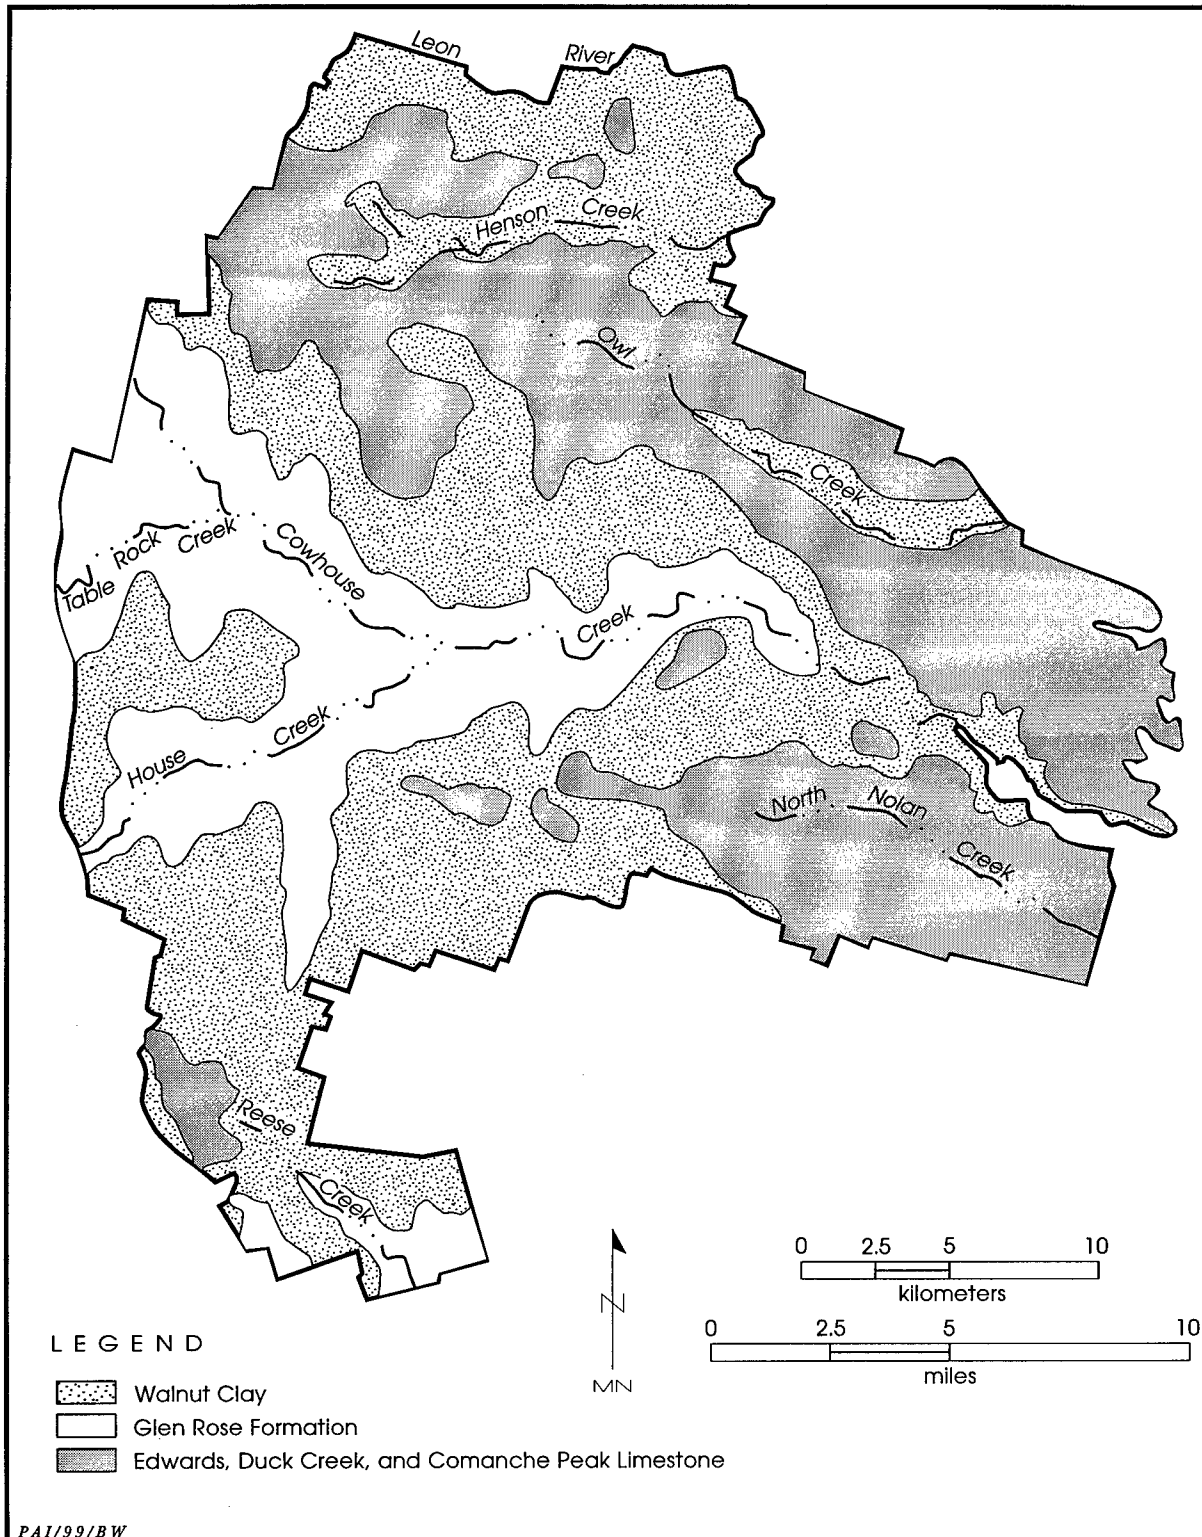 Leon River
Henson Creek
Owl
Creek
Table Rock Creek
Cowhouse
Creek
House Creek
North Nolan Creek
Reese
Creek
N
MN
0 2.5 5 10
kilometers
0 2.5 5 10
miles
LEGEND
Walnut Clay
Glen Rose Formation
Edwards, Duck Creek, and Comanche Peak Limestone
PAI/99/BW